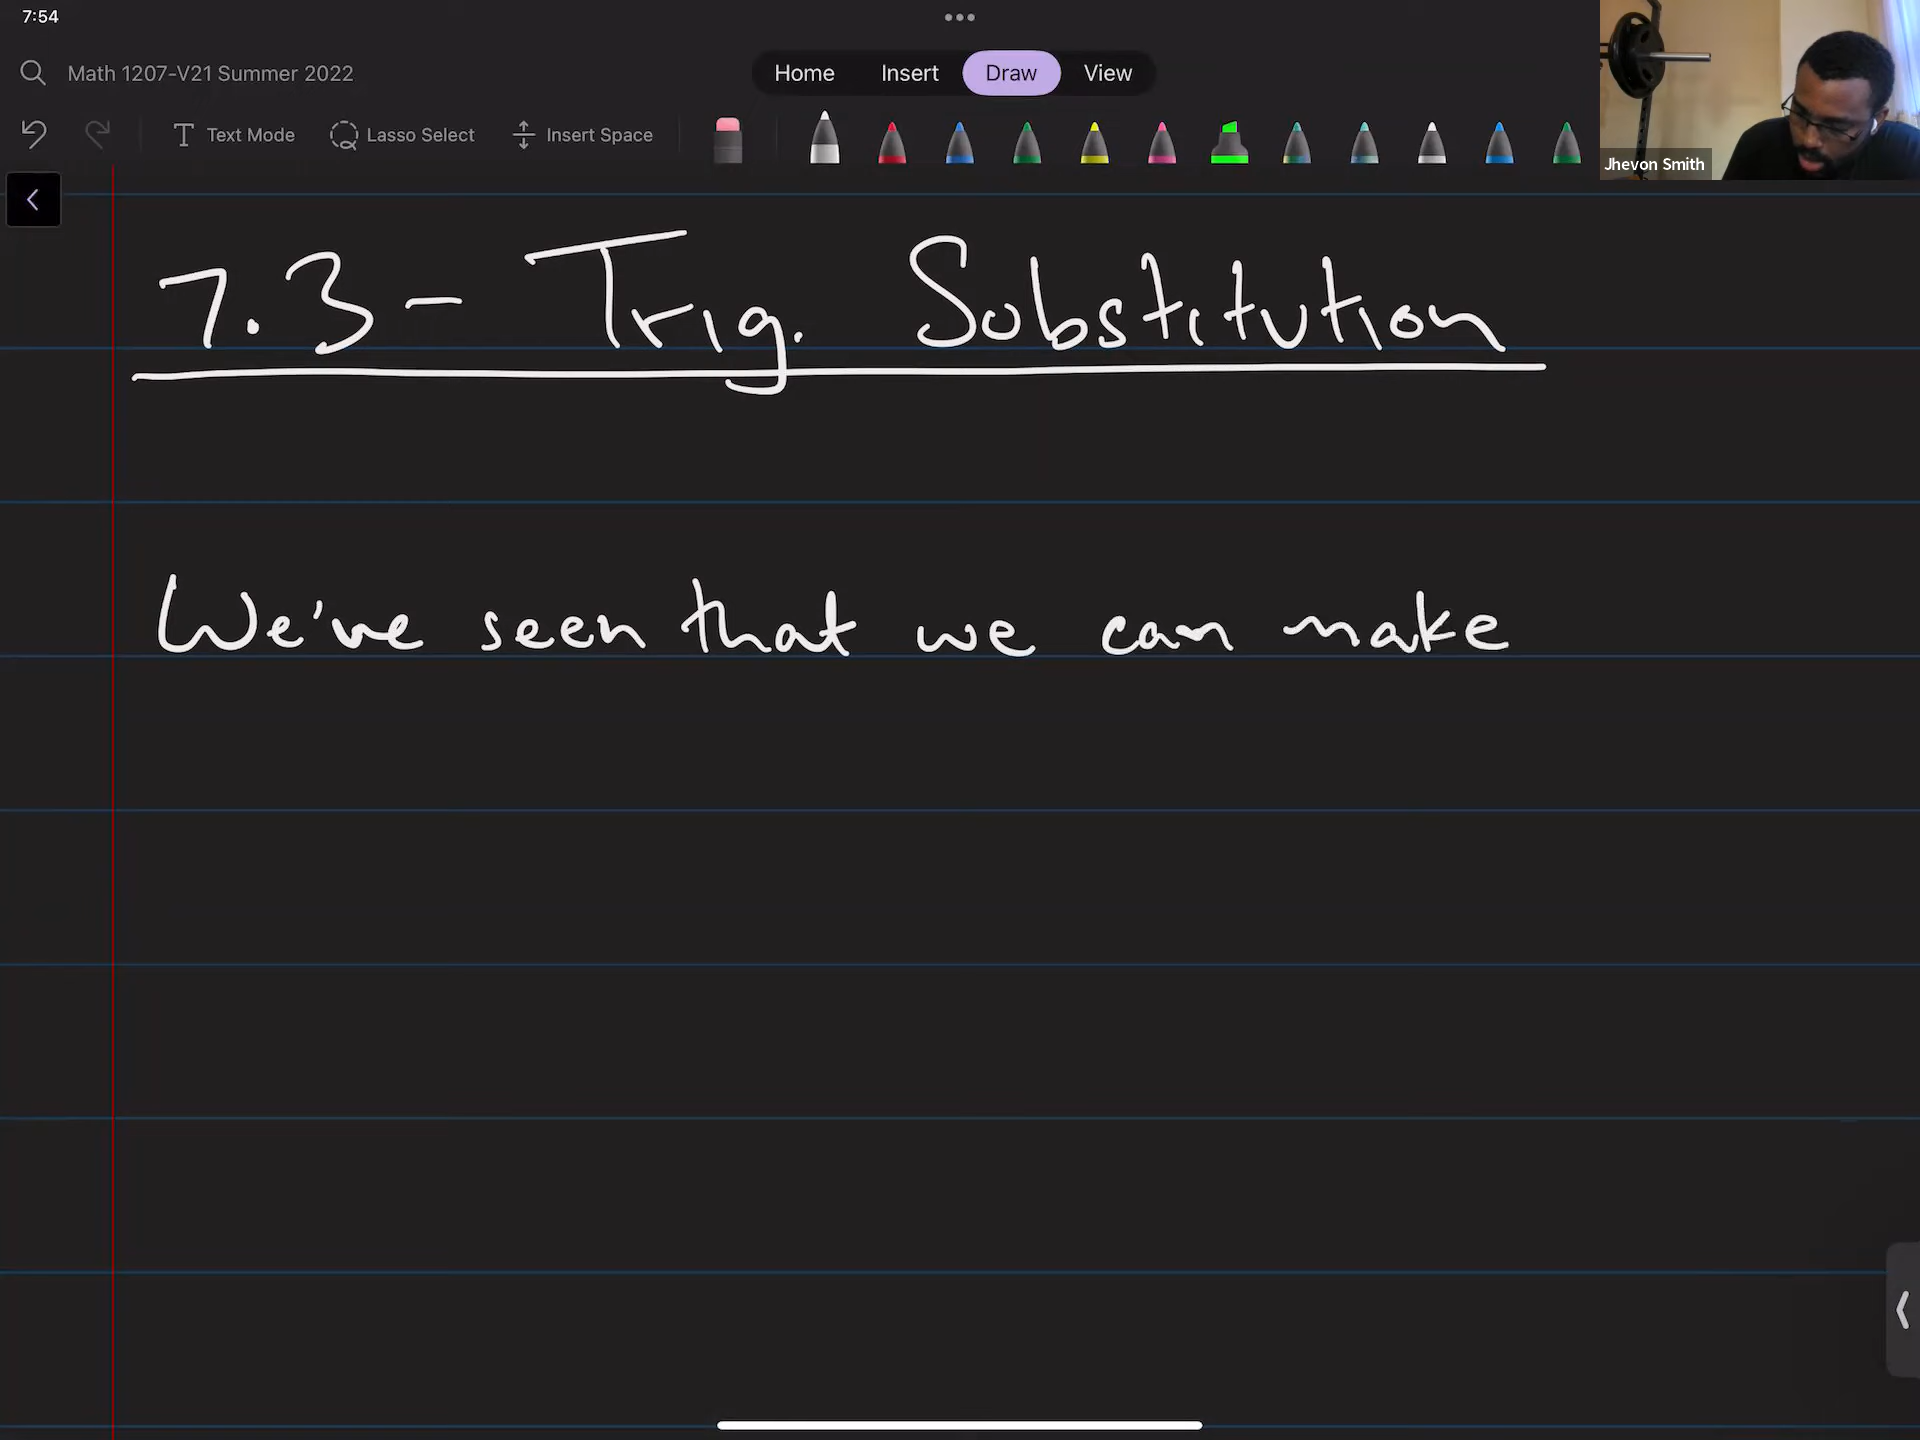 7:54
Math 1207-V21 Summer 2022
Home Insert Draw View
Text Mode Lasso Select Insert Space
Jhevon Smith
7.3 - Trig. Substitution
We've seen that we can make